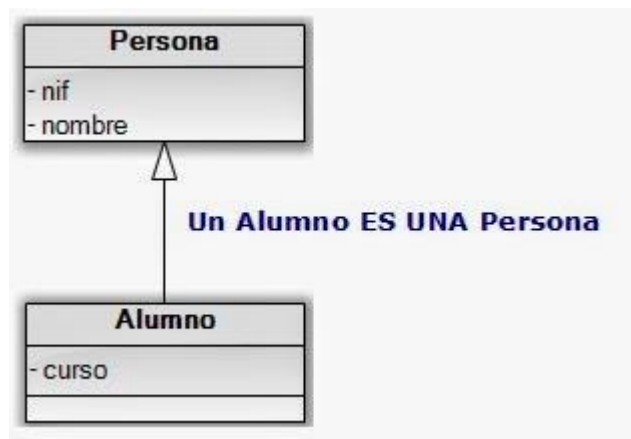 Persona
- nif
- nombre
Un Alumno ES UNA Persona
Alumno
- curso